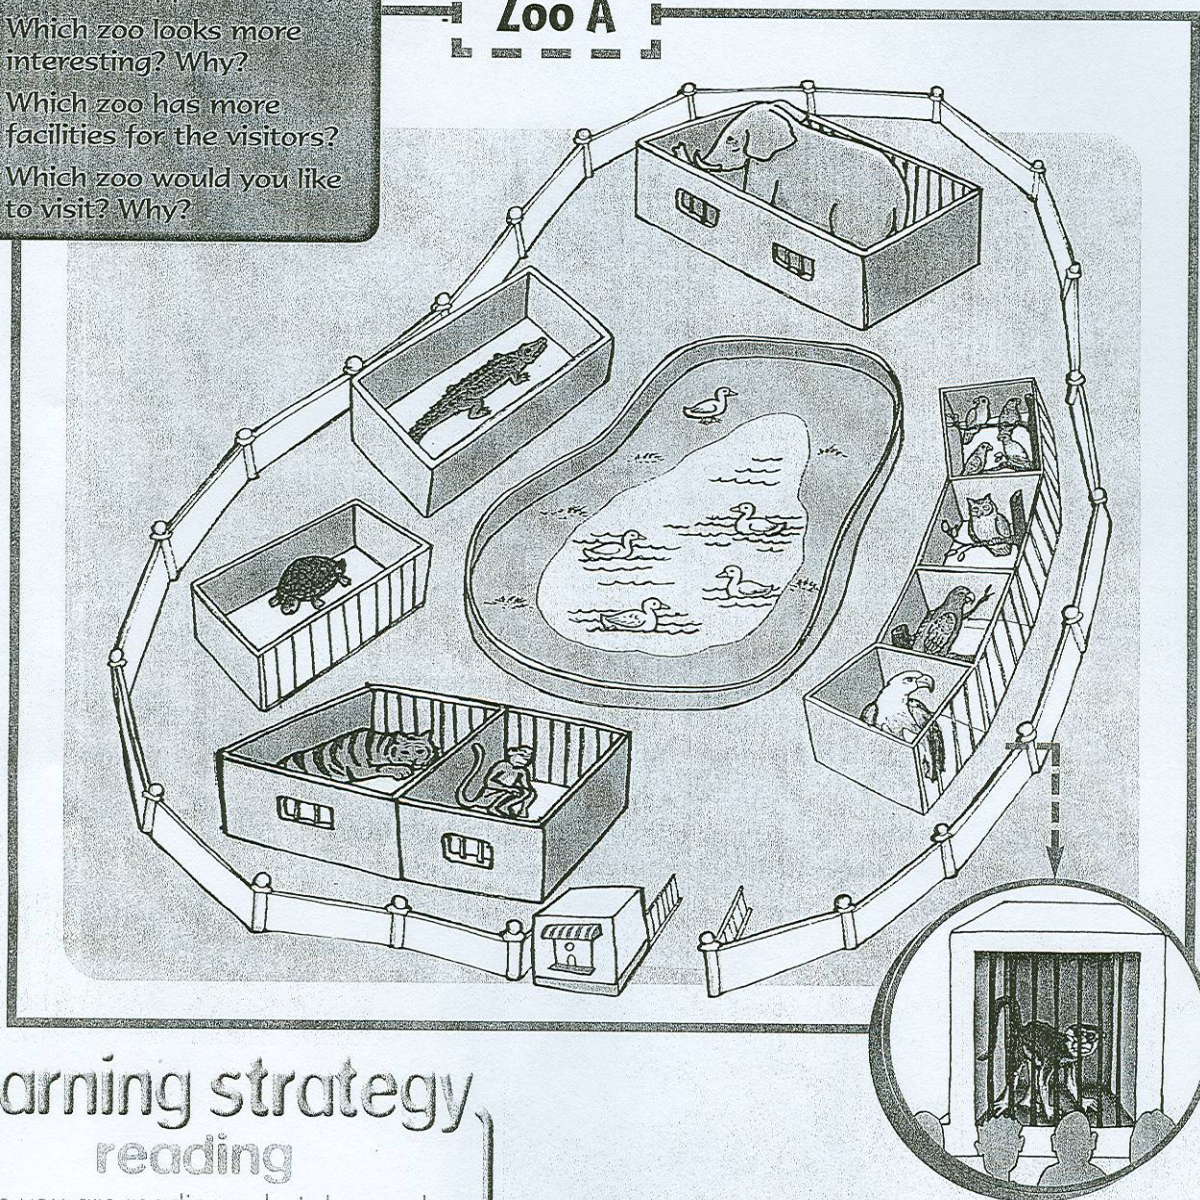 Zoo A
Which zoo looks more
interesting? Why?
Which zoo has more
facilities for the visitors?
Which zoo would you like
to visit? Why?
arning strategy
reading